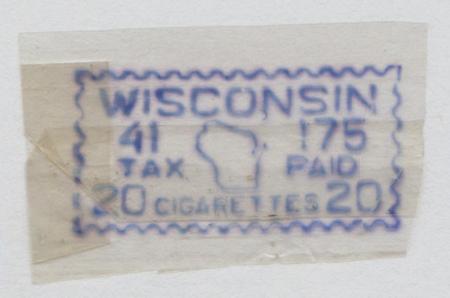 WISCONSIN
41 175
TAX PAID
20 CIGARETTES 20